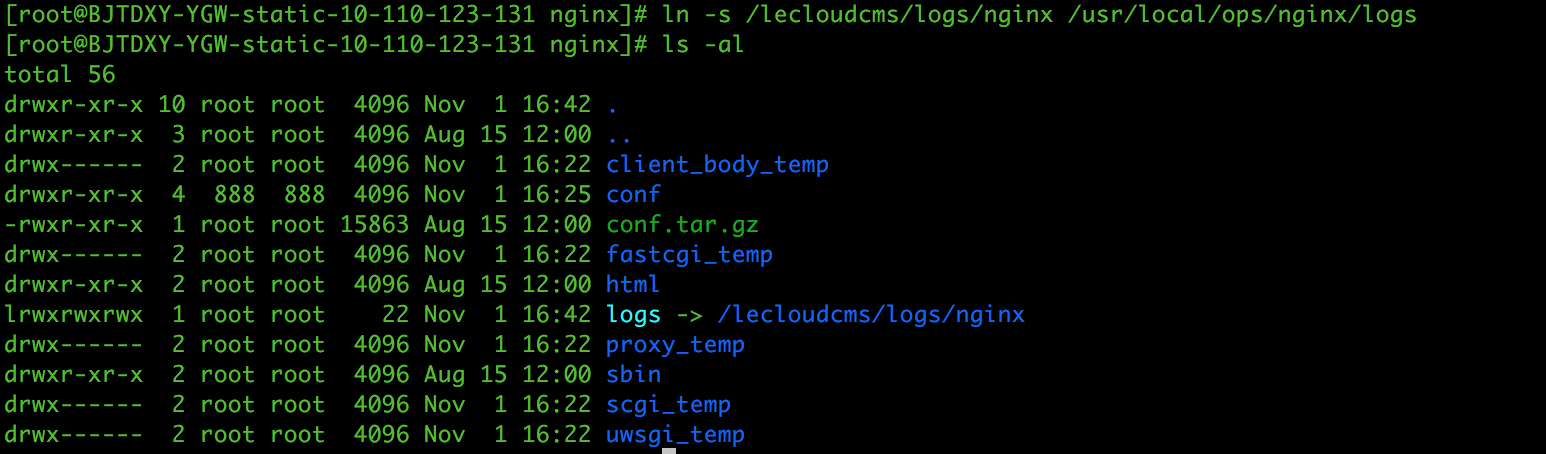 [root@BJTDXY-YGW-static-10-110-123-131 nginx]# ln -s /lecloudcms/logs/nginx /usr/local/ops/nginx/logs
[root@BJTDXY-YGW-static-10-110-123-131 nginx]# ls -al
total 56
drwxr-xr-x 10 root root  4096 Nov  1 16:42 .
drwxr-xr-x  3 root root  4096 Aug 15 12:00 ..
drwx------  2 root root  4096 Nov  1 16:22 client_body_temp
drwxr-xr-x  4  888  888  4096 Nov  1 16:25 conf
-rwxr-xr-x  1 root root 15863 Aug 15 12:00 conf.tar.gz
drwx------  2 root root  4096 Nov  1 16:22 fastcgi_temp
drwxr-xr-x  2 root root  4096 Aug 15 12:00 html
lrwxrwxrwx  1 root root    22 Nov  1 16:42 logs -> /lecloudcms/logs/nginx
drwx------  2 root root  4096 Nov  1 16:22 proxy_temp
drwxr-xr-x  2 root root  4096 Aug 15 12:00 sbin
drwx------  2 root root  4096 Nov  1 16:22 scgi_temp
drwx------  2 root root  4096 Nov  1 16:22 uwsgi_temp